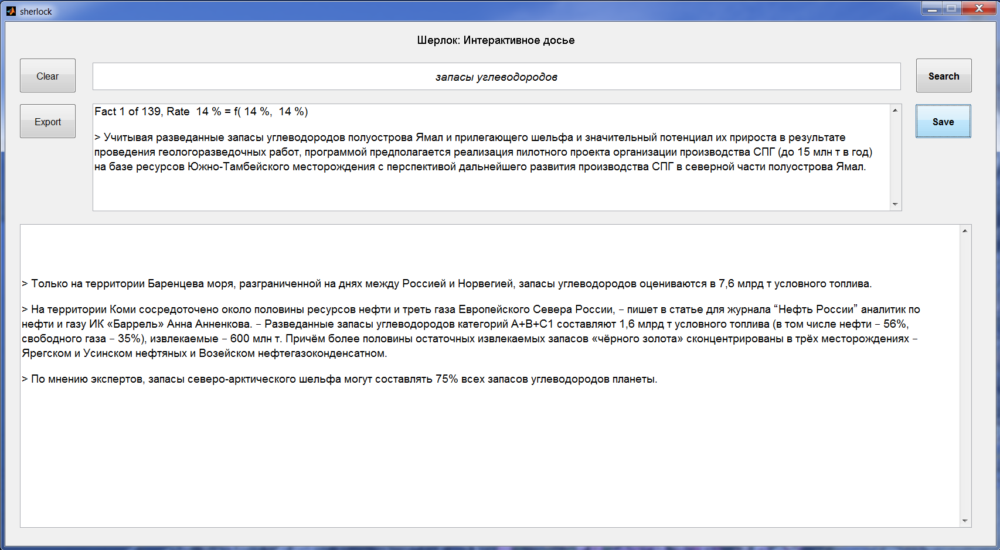 sherlock
Шерлок: Интерактивное досье
Clear
запасы углеводородов
Search
Export
Fact 1 of 139, Rate  14 % = f( 14 %,  14 %)
Save
> Учитывая разведанные запасы углеводородов полуострова Ямал и прилегающего шельфа и значительный потенциал их прироста в результате
проведения геологоразведочных работ, программой предполагается реализация пилотного проекта организации производства СПГ (до 15 млн т в год)
на базе ресурсов Южно-Тамбейского месторождения с перспективой дальнейшего развития производства СПГ в северной части полуострова Ямал.
> Только на территории Баренцева моря, разграниченной на днях между Россией и Норвегией, запасы углеводородов оцениваются в 7,6 млрд т условного топлива.
> На территории Коми сосредоточено около половины ресурсов нефти и треть газа Европейского Севера России, – пишет в статье для журнала “Нефть России” аналитик по
нефти и газу ИК «Баррель» Анна Анненкова. – Разведанные запасы углеводородов категорий А+В+С1 составляют 1,6 млрд т условного топлива (в том числе нефти – 56%,
свободного газа – 35%), извлекаемые – 600 млн т. Причём более половины остаточных извлекаемых запасов «чёрного золота» сконцентрированы в трёх месторождениях –
Ярегском и Усинском нефтяных и Возейском нефтегазоконденсатном.
> По мнению экспертов, запасы северо-арктического шельфа могут составлять 75% всех запасов углеводородов планеты.